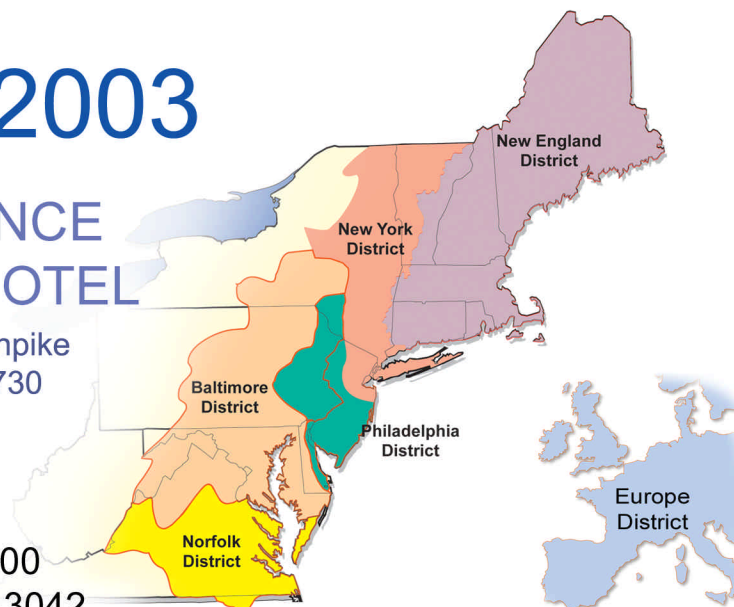 2003
NCE
OTEL
npike
730
00
3042
New England
District
New York
District
Baltimore
District
Philadelphia
District
Norfolk
District
Europe
District